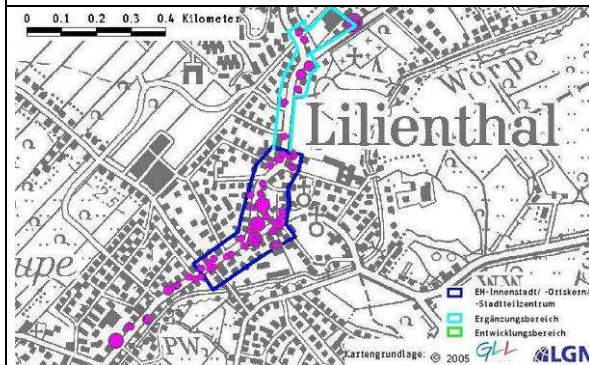 0 0.1 0.2 0.3 0.4 Kilometer
Wörpe
Lilienthal
upe
PW
EH-Innenstadt/ -Ortskern/
-Stadtteilzentrum
Ergänzungsbereich
Entwicklungsbereich
Kartengrundlage: © 2005 GLL LGN